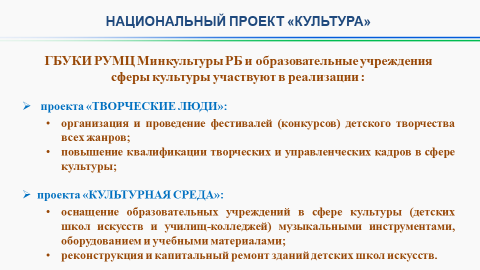 НАЦИОНАЛЬНЫЙ ПРОЕКТ «КУЛЬТУРА»
ГБУКИ РУМЦ Минкультуры РБ и образовательные учреждения
сферы культуры участвуют в реализации :
➢ проекта «ТВОРЧЕСКИЕ ЛЮДИ»:
• организация и проведение фестивалей (конкурсов) детского творчества
всех жанров;
• повышение квалификации творческих и управленческих кадров в сфере
культуры;
➢ проекта «КУЛЬТУРНАЯ СРЕДА»:
• оснащение образовательных учреждений в сфере культуры (детских
школ искусств и училищ-колледжей) музыкальными инструментами,
оборудованием и учебными материалами;
• реконструкция и капитальный ремонт зданий детских школ искусств.